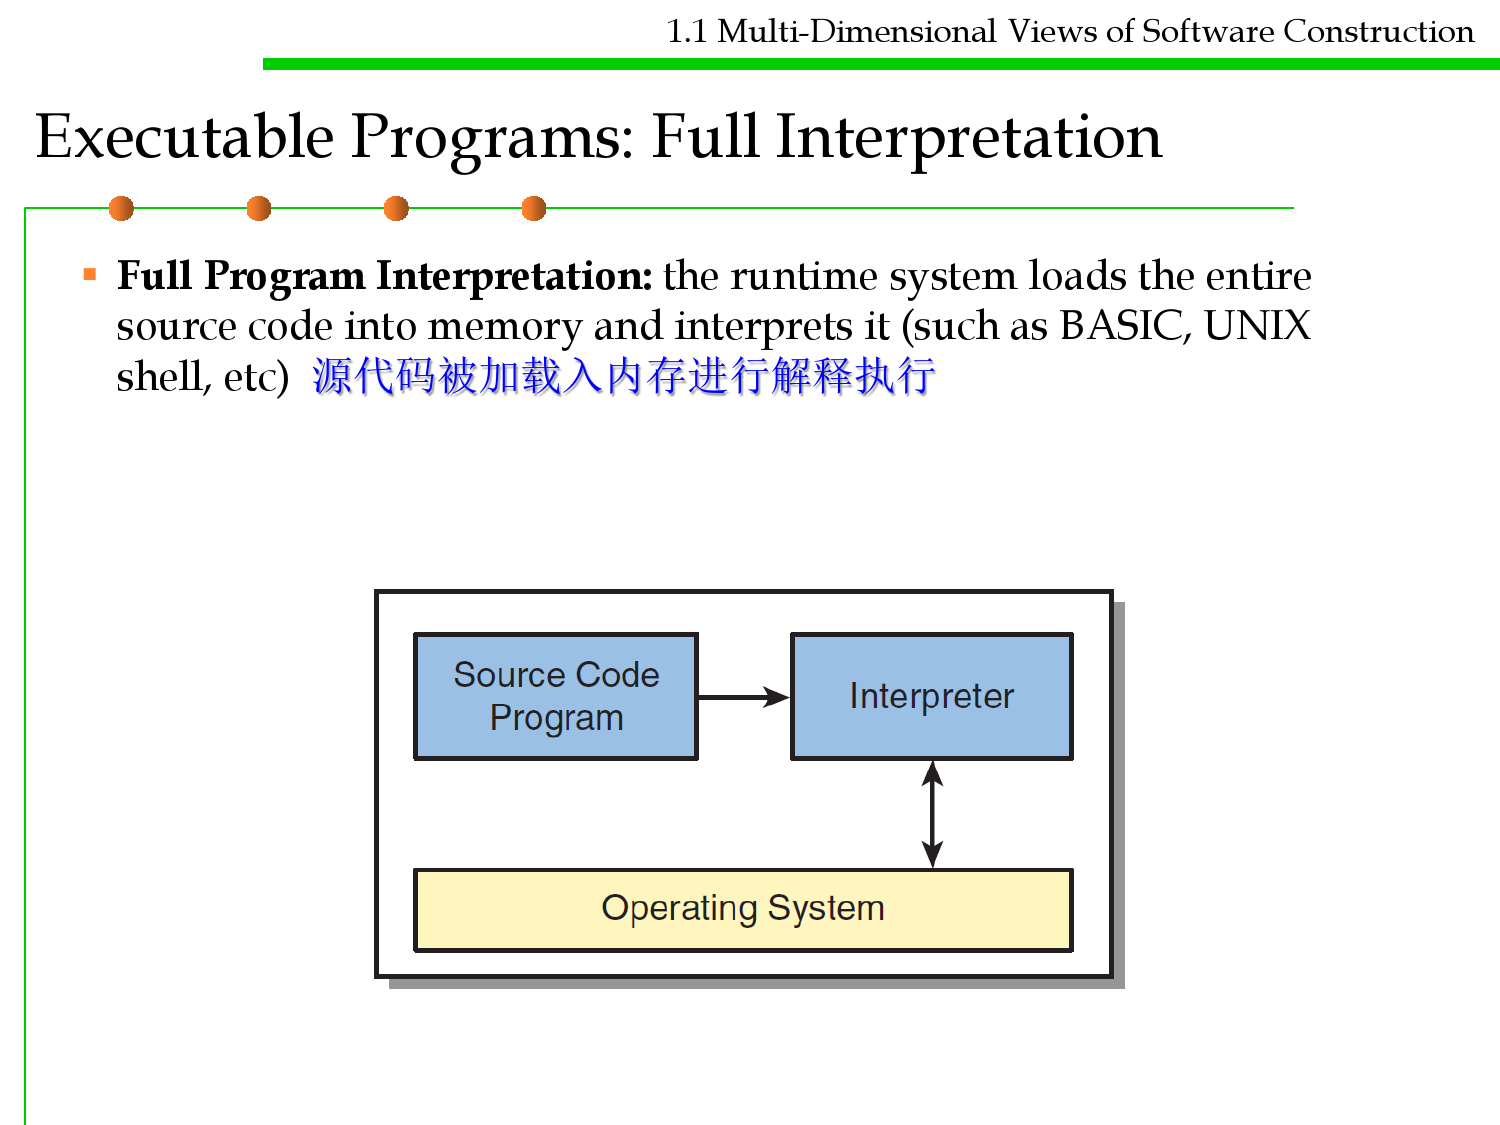 1.1 Multi-Dimensional Views of Software Construction
Executable Programs: Full Interpretation
Full Program Interpretation: the runtime system loads the entire
source code into memory and interprets it (such as BASIC, UNIX
shell, etc) 源代码被加载入内存进行解释执行
Source Code
Program
Interpreter
Operating System